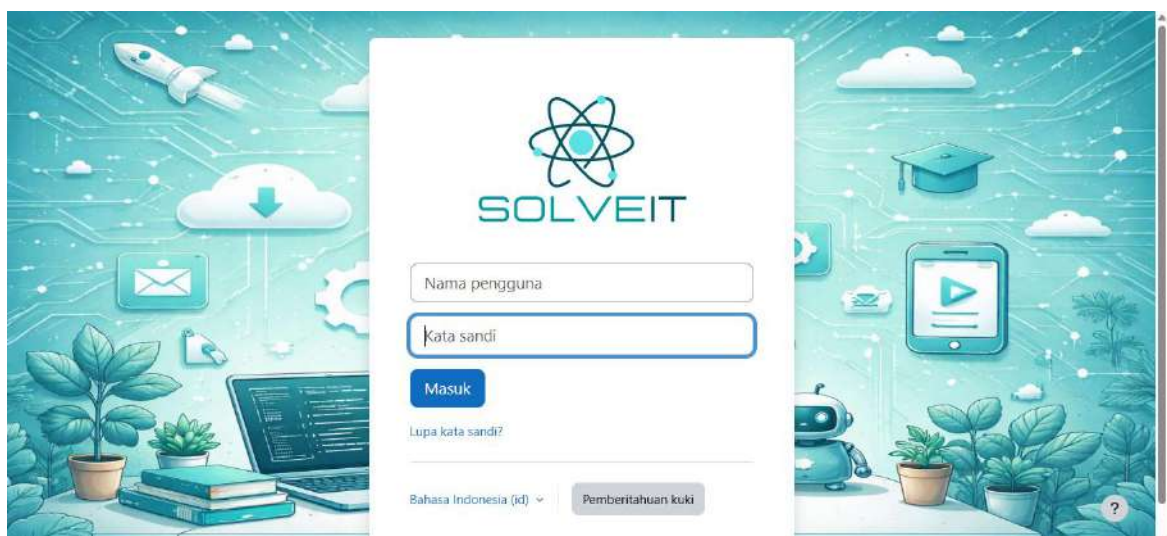 SOLVEIT
Nama pengguna
Kata sandi
Masuk
Lupa kata sandi?
Bahasa Indonesia (id)
Pemberitahuan kuki
?